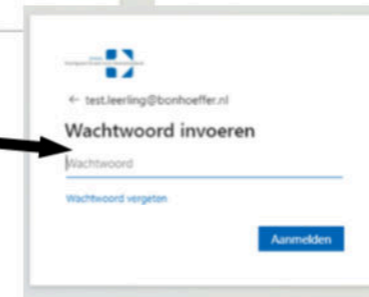 ← test.leerling@bonhoeffer.nl
Wachtwoord invoeren
Wachtwoord
Wachtwoord vergeten
Aanmelden